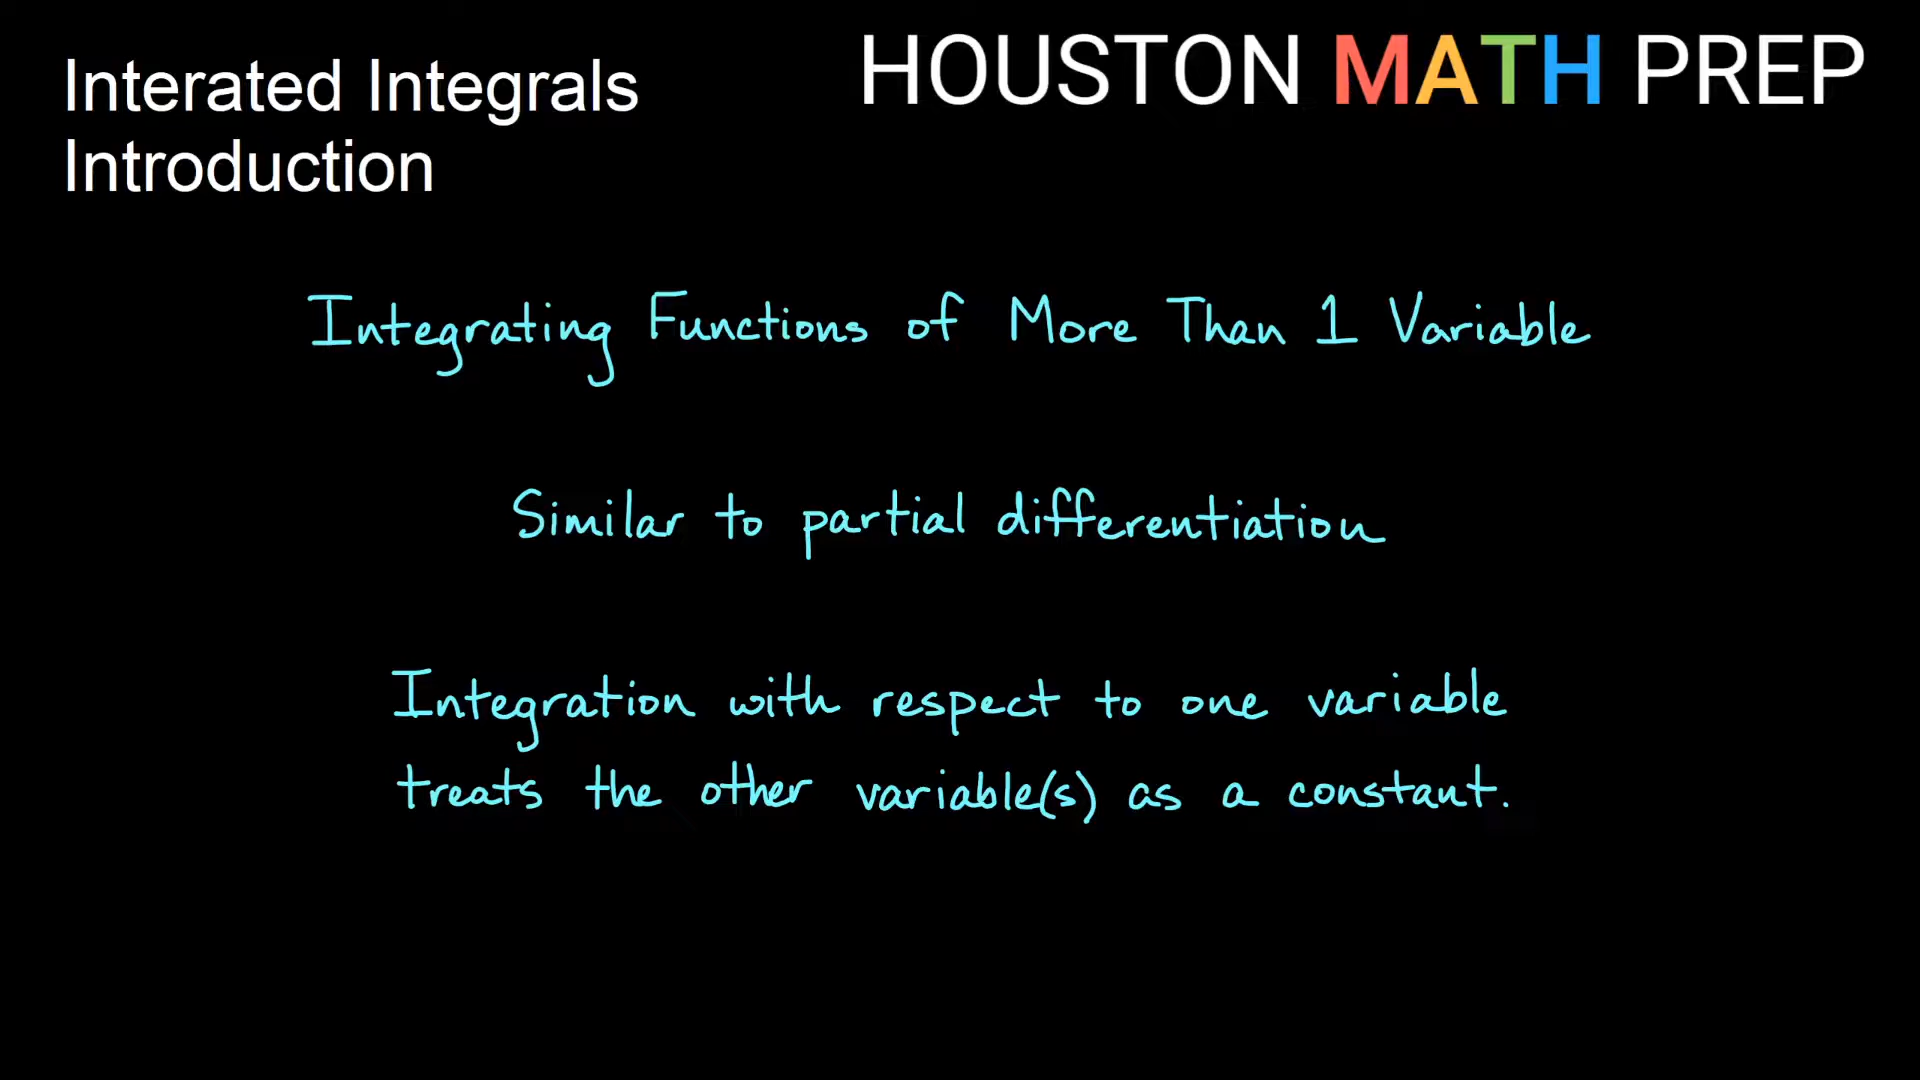 Interated Integrals
Introduction
HOUSTON MATH PREP
Integrating Functions of More Than 1 Variable
Similar to partial differentiation
Integration with respect to one variable
treats the other variable(s) as a constant.